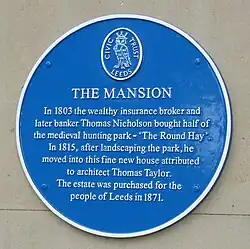 CIVIC TRUST
LEEDS
THE MANSION
In 1803 the wealthy insurance broker and
later banker Thomas Nicholson bought half of
the medieval hunting park - "The Round Hay".
In 1815, after landscaping the park, he
moved into this fine new house attributed
to architect Thomas Taylor.
The estate was purchased for the
people of Leeds in 1871.